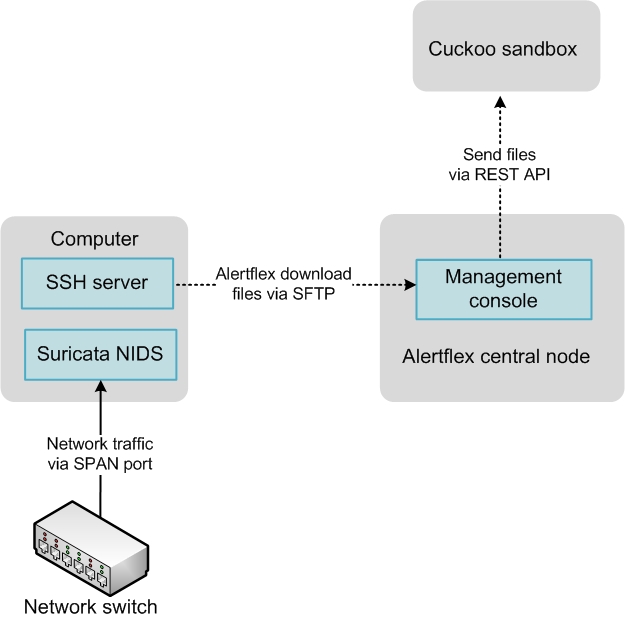 Cuckoo sandbox
Send files
via REST API
Computer
SSH server
Alertflex download
files via SFTP
Management
console
Suricata NIDS
Alertflex central node
Network traffic
via SPAN port
Network switch